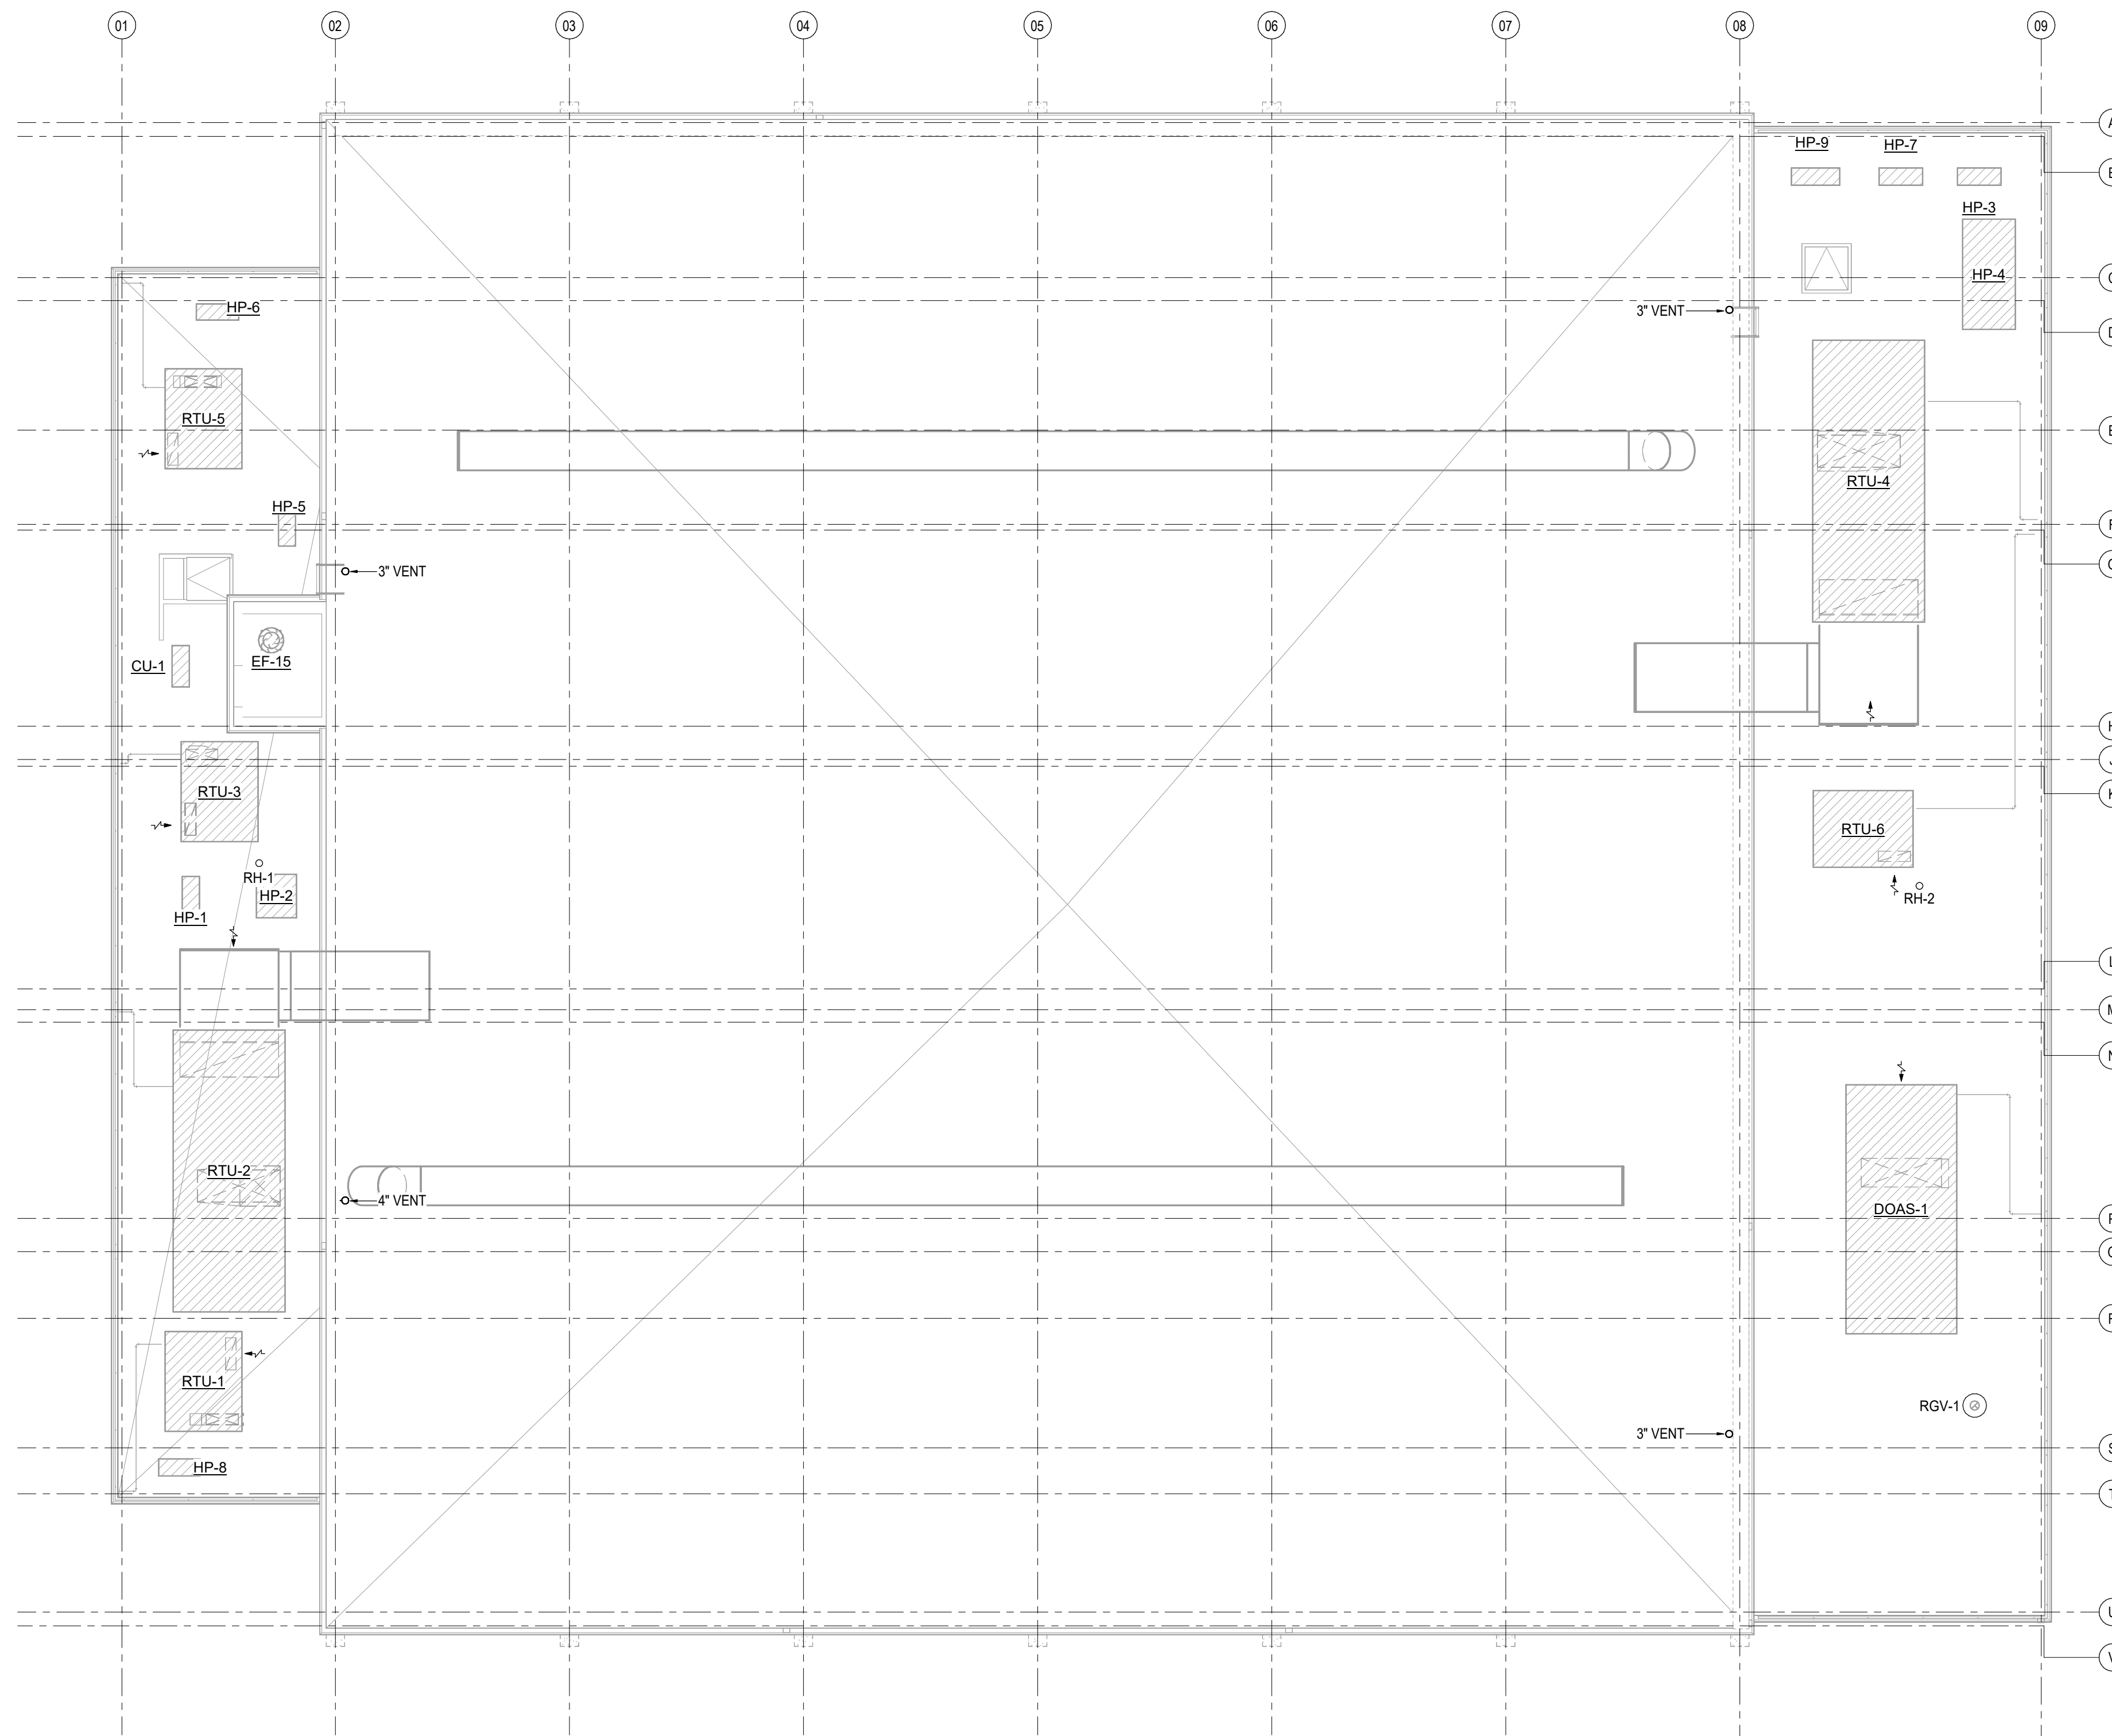 01
02
03
04
05
06
07
08
09
HP-9
HP-7
HP-3
HP-4
HP-6
3" VENT
RTU-5
RTU-4
HP-5
3" VENT
CU-1
EF-15
RTU-3
RTU-6
RH-1
HP-2
HP-1
RH-2
RTU-2
4" VENT
DOAS-1
RTU-1
RGV-1
3" VENT
HP-8